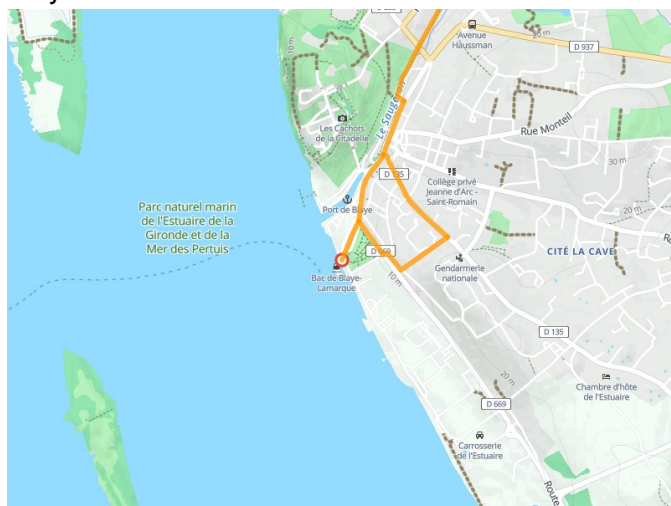 Avenue
Haussman
30 m
D 937
10 m
Le Saugeron
Rue Monteil
Les Cachots
de la Citadelle
30 m
D 135
Collège privé
Jeanne d'Arc -
Saint-Romain
Port de Blaye
20 m
Parc naturel marin
de l'Estuaire de la
Gironde et de la
Mer des Pertuis
D 669
CITÉ LA CAVE
Gendarmerie
nationale
10 m
Bac de Blaye-
Lamarque
D 135
20 m
Chambre d'hôte
de l'Estuaire
D 669
Carrosserie
de l'Estuaire
Route